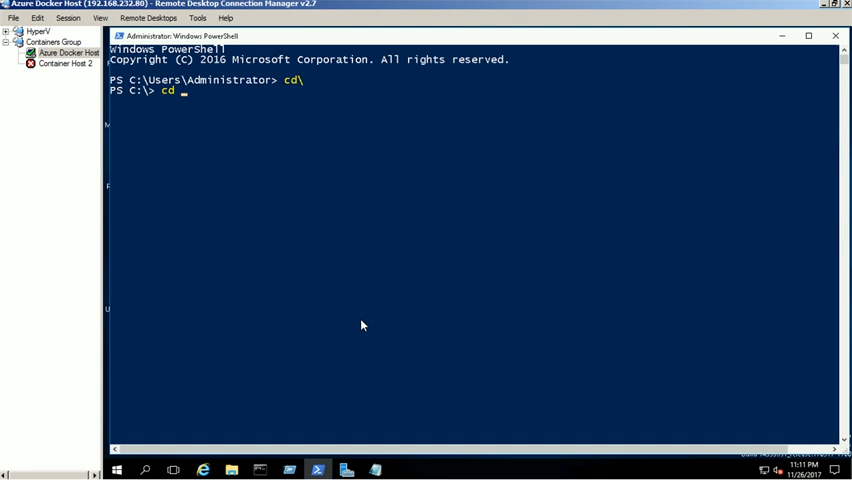 Azure Docker Host (192.168.232.80) - Remote Desktop Connection Manager v2.7
File Edit Session View Remote Desktops Tools Help
HyperV
Containers Group
Azure Docker Host
Container Host 2
Administrator: Windows PowerShell
Windows PowerShell
Copyright (C) 2016 Microsoft Corporation. All rights reserved.
PS C:\Users\Administrator> cd\
PS C:\> cd _
11:11 PM
11/26/2017